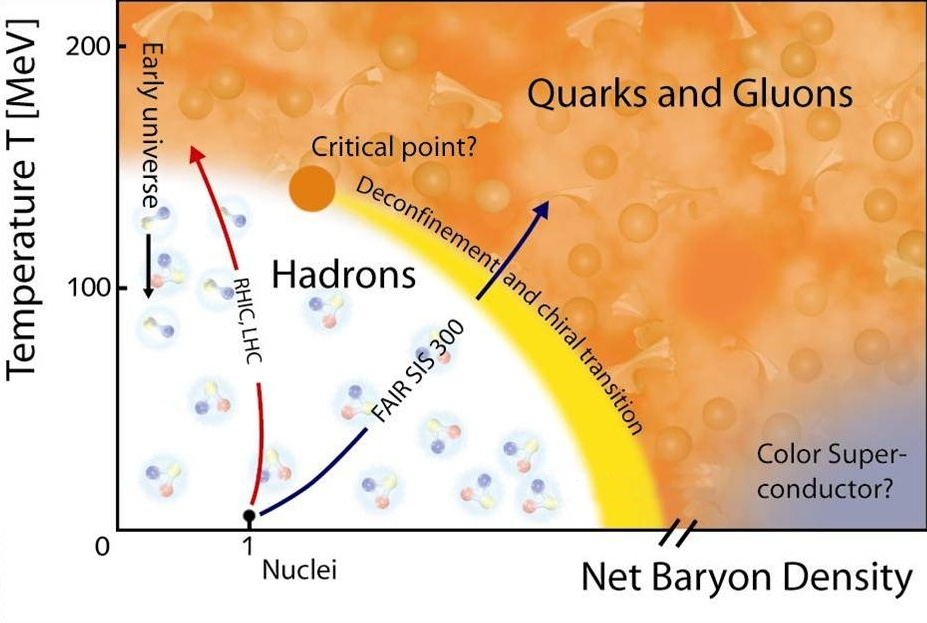 Temperature T [MeV]
200
100
0
Early universe
Quarks and Gluons
Critical point?
Deconfinement and chiral transition
Hadrons
RHIC, LHC
FAIR SIS 300
Color Super-
conductor?
1
Nuclei
Net Baryon Density